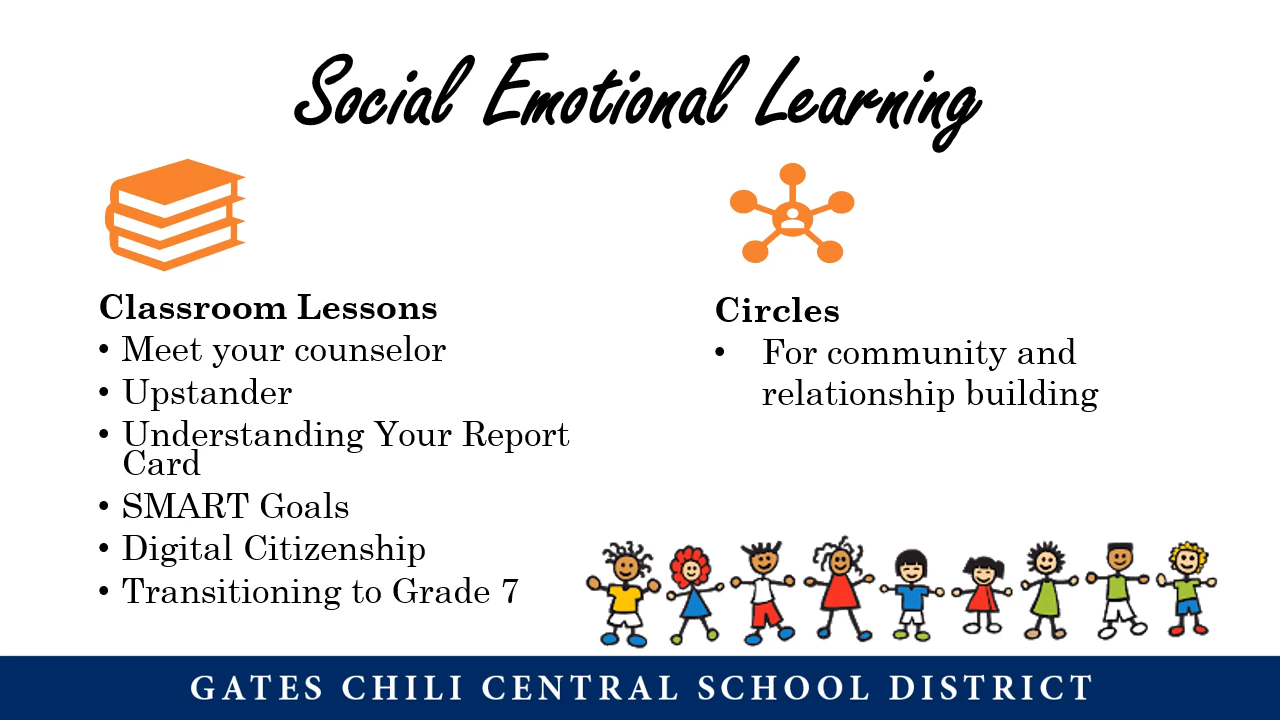 Social Emotional Learning
Classroom Lessons
• Meet your counselor
• Upstander
• Understanding Your Report
Card
• SMART Goals
• Digital Citizenship
• Transitioning to Grade 7
Circles
• For community and
relationship building
GATES CHILI CENTRAL SCHOOL DISTRICT